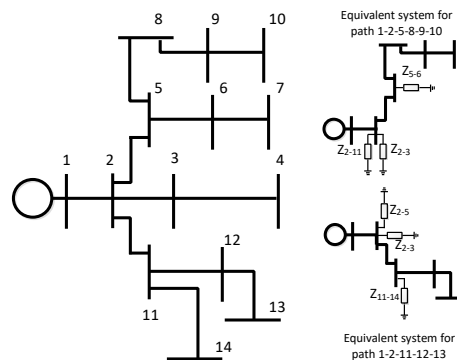 8
9
10
5
6
7
1
2
3
4
12
11
13
14
Equivalent system for
path 1-2-5-8-9-10
Z5-6
Z2-11
Z2-3
Z2-5
Z2-3
Z11-14
Equivalent system for
path 1-2-11-12-13